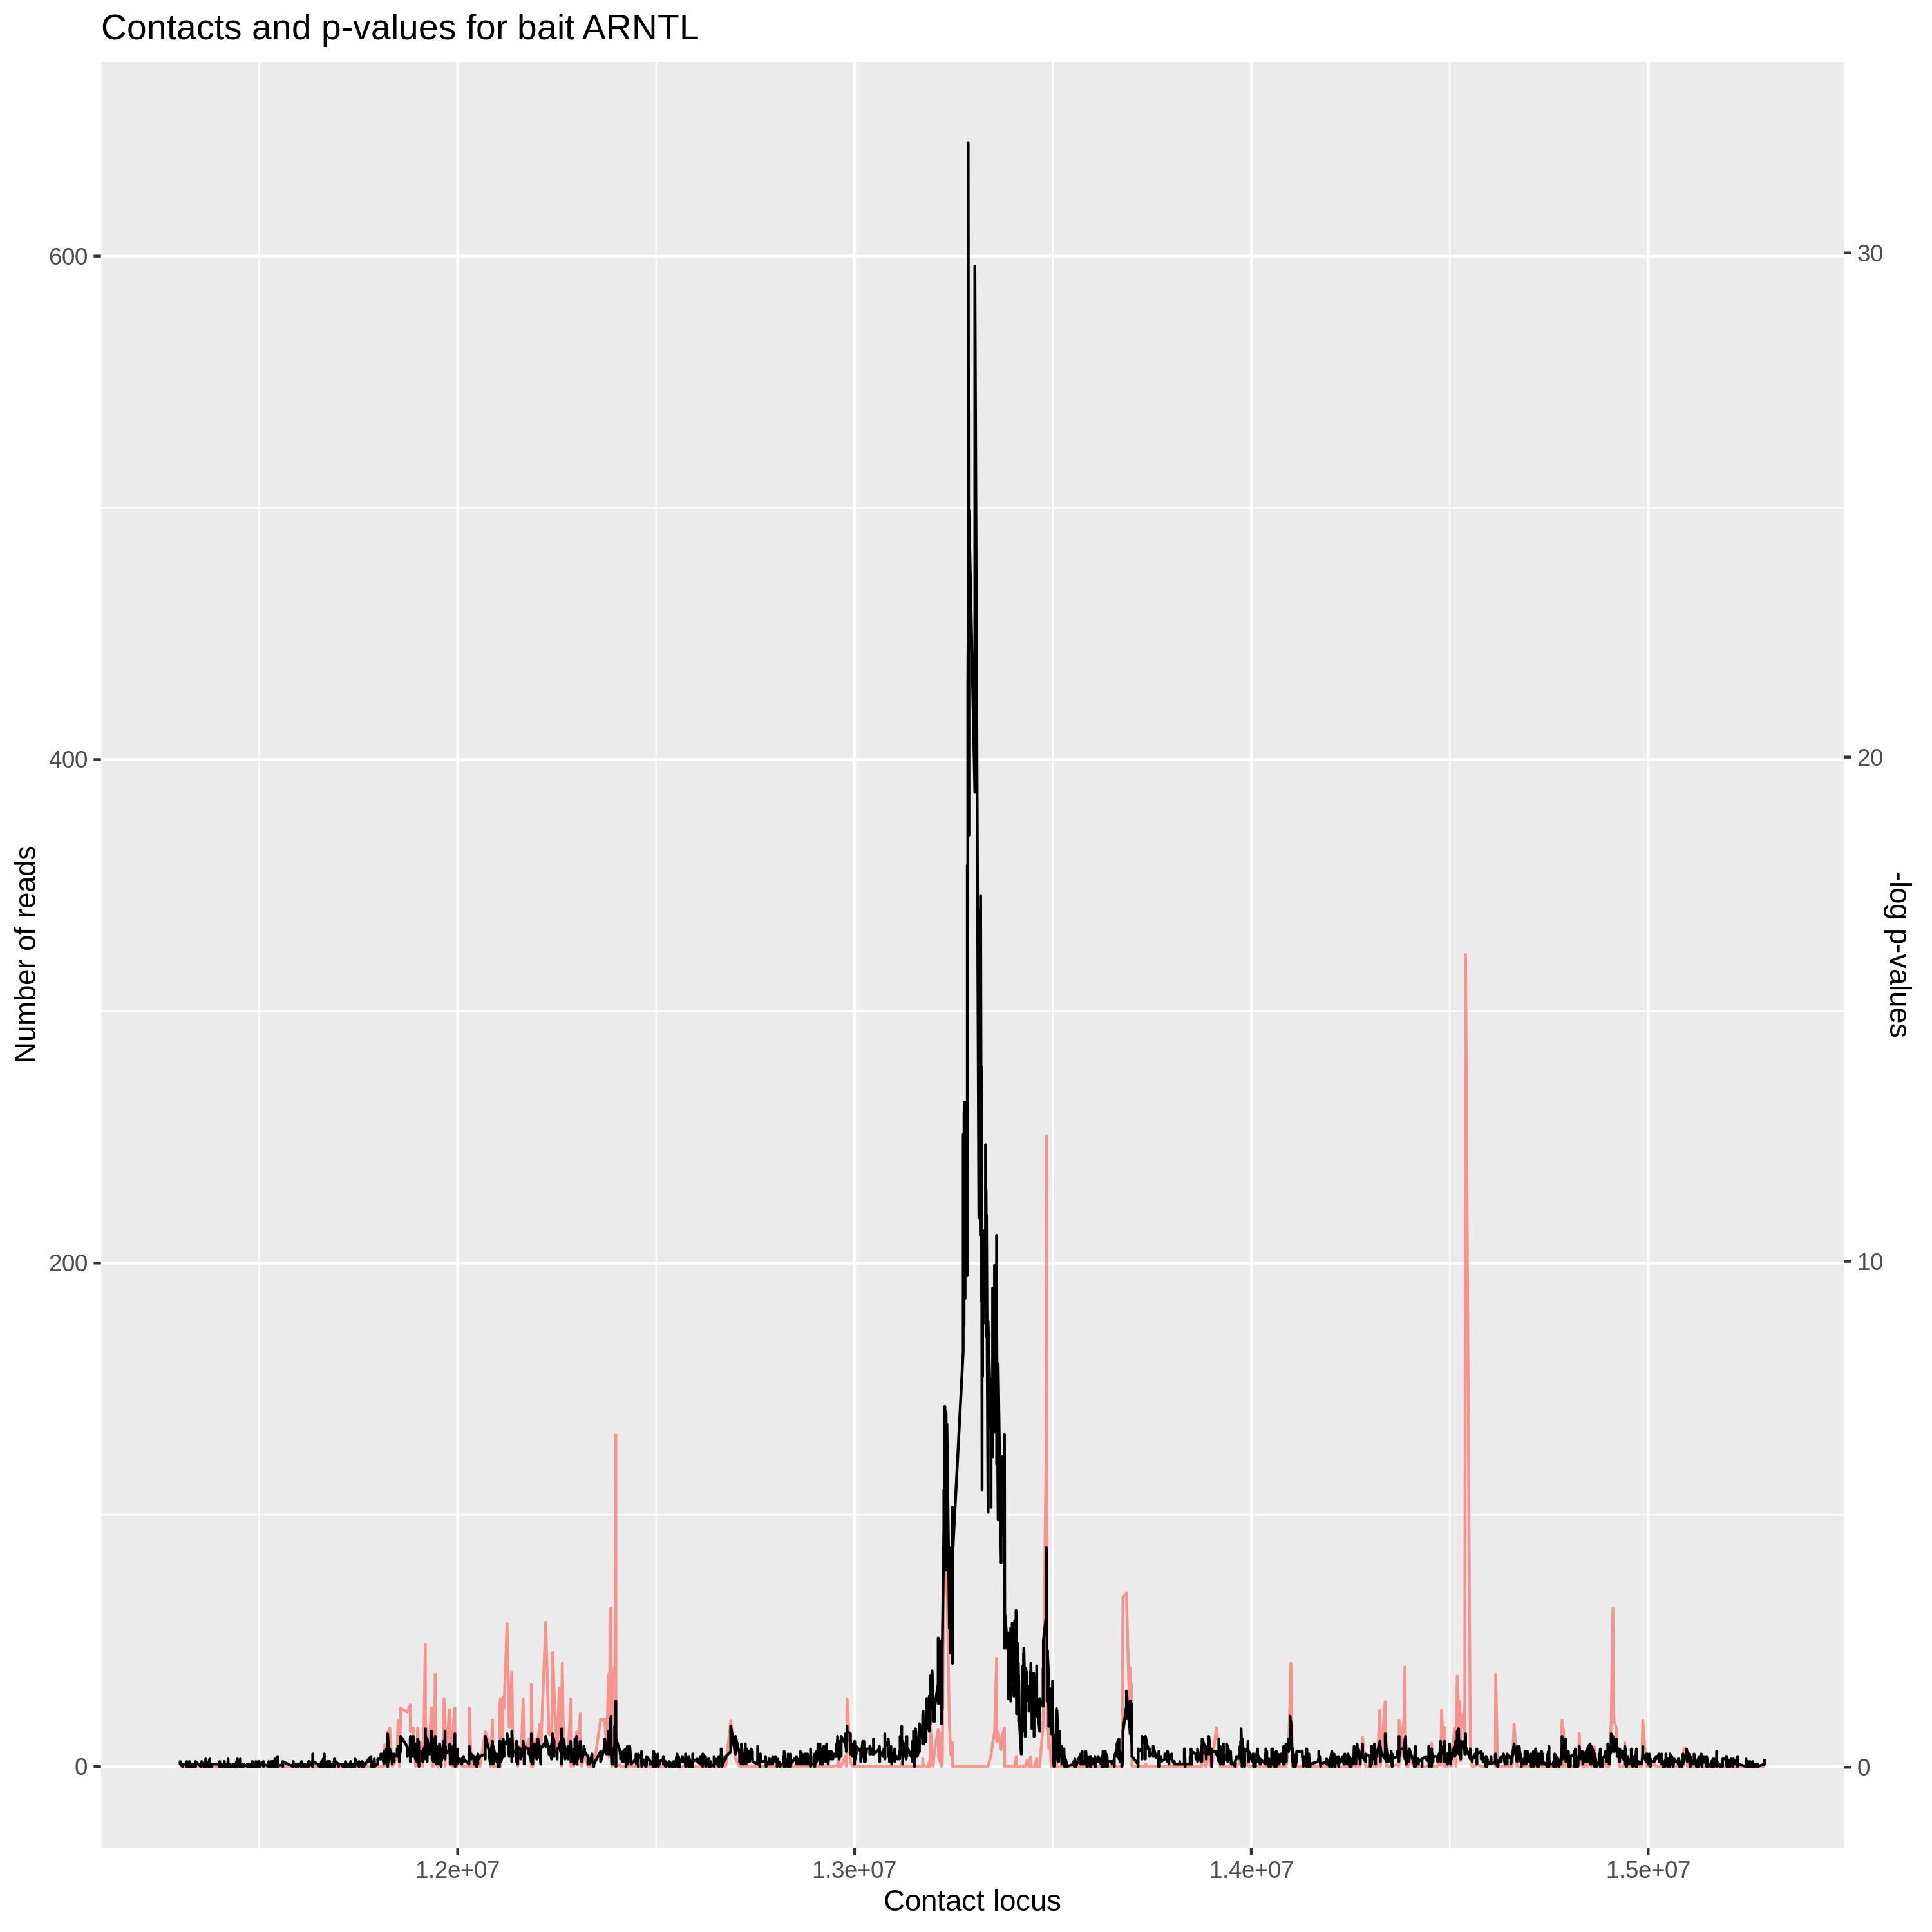 Contacts and p-values for bait ARNTL
600
400
200
0
30
20
10
0
Number of reads
-log p-values
1.2e+07
1.3e+07
1.4e+07
1.5e+07
Contact locus